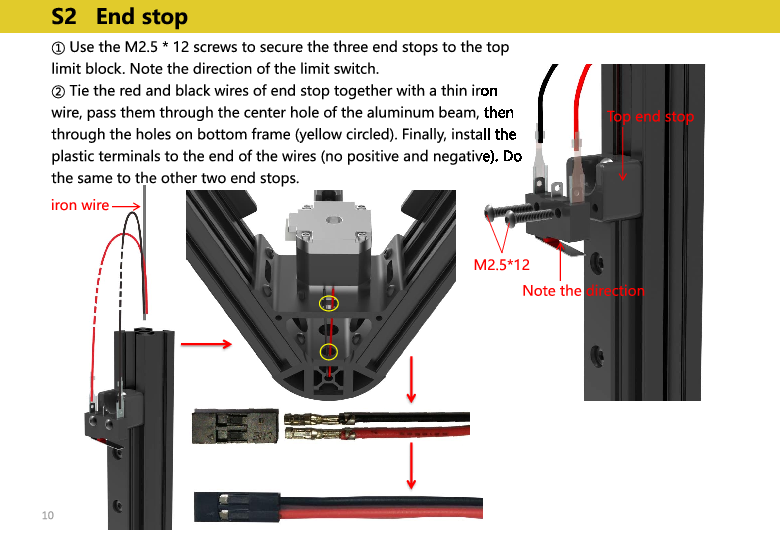 S2 End stop
① Use the M2.5 * 12 screws to secure the three end stops to the top
limit block. Note the direction of the limit switch.
② Tie the red and black wires of end stop together with a thin iron
wire, pass them through the center hole of the aluminum beam, then
through the holes on bottom frame (yellow circled). Finally, install the
plastic terminals to the end of the wires (no positive and negative). Do
the same to the other two end stops.
iron wire
Top end stop
M2.5*12
Note the direction
10